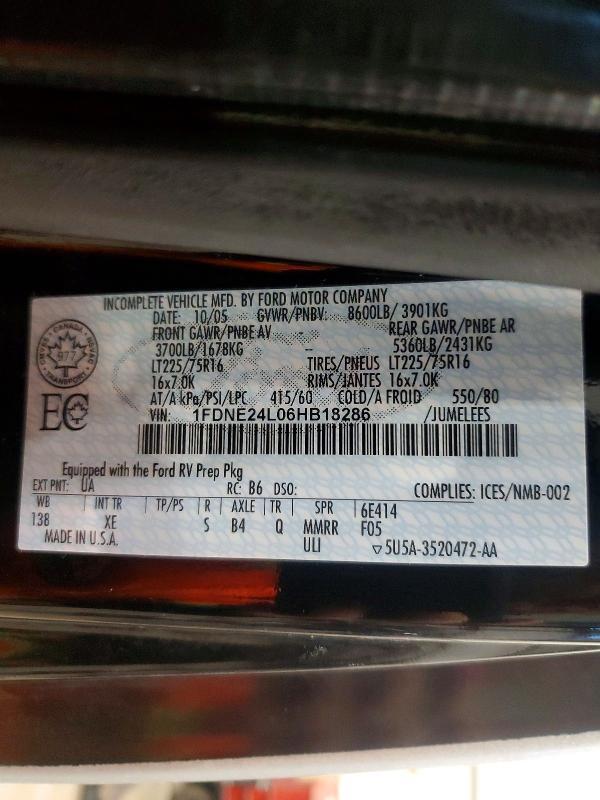 INCOMPLETE VEHICLE MFD. BY FORD MOTOR COMPANY
DATE: 10/05 GVWR/PNBV: 8600LB/ 3901KG
FRONT GAWR/PNBE AV REAR GAWR/PNBE AR
3700LB/1678KG 5360LB/2431KG
LT225/75R16 TIRES/PNEUS LT225/75R16
16x7.0K RIMS/JANTES 16x7.0K
AT/A kPa/PSI/LPC 415/60 COLD/A FROID 550/80
VIN: 1FDNE24L06HB18286 /JUMELEES
CANADA
977
TRANSPORT
EC
Equipped with the Ford RV Prep Pkg
EXT PNT: UA RC: B6 DSO: COMPLIES: ICES/NMB-002
WB INT TR TP/PS R AXLE TR SPR 6E414
138 XE S B4 Q MMRR F05
MADE IN U.S.A. ULI ▽5U5A-3520472-AA